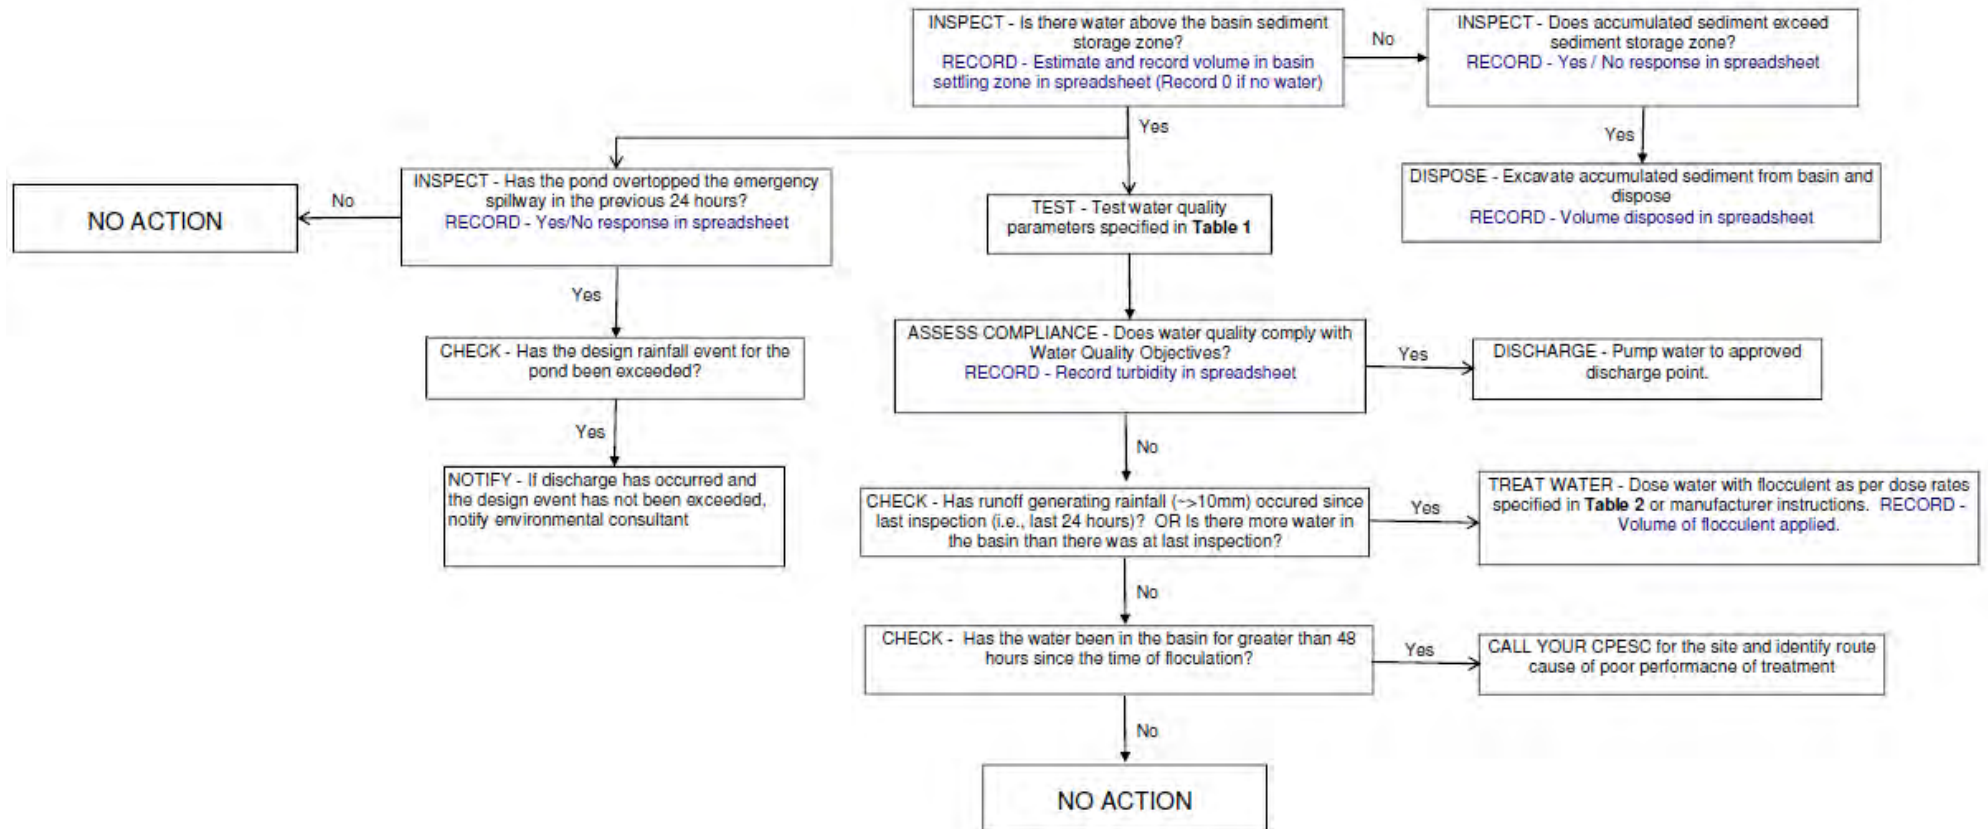 INSPECT - Is there water above the basin sediment
storage zone?
RECORD - Estimate and record volume in basin
settling zone in spreadsheet (Record 0 if no water)
No
INSPECT - Does accumulated sediment exceed
sediment storage zone?
RECORD - Yes / No response in spreadsheet
Yes
Yes
DISPOSE - Excavate accumulated sediment from basin and
dispose
RECORD - Volume disposed in spreadsheet
INSPECT - Has the pond overtopped the emergency
spillway in the previous 24 hours?
RECORD - Yes/No response in spreadsheet
No
NO ACTION
TEST - Test water quality
parameters specified in Table 1
Yes
CHECK - Has the design rainfall event for the
pond been exceeded?
ASSESS COMPLIANCE - Does water quality comply with
Water Quality Objectives?
RECORD - Record turbidity in spreadsheet
Yes
DISCHARGE - Pump water to approved
discharge point.
Yes
No
NOTIFY - If discharge has occurred and
the design event has not been exceeded,
notify environmental consultant
CHECK - Has runoff generating rainfall (~>10mm) occured since
last inspection (i.e., last 24 hours)? OR Is there more water in
the basin than there was at last inspection?
Yes
TREAT WATER - Dose water with flocculent as per dose rates
specified in Table 2 or manufacturer instructions. RECORD -
Volume of flocculent applied.
No
CHECK - Has the water been in the basin for greater than 48
hours since the time of floculation?
Yes
CALL YOUR CPESC for the site and identify route
cause of poor performacne of treatment
No
NO ACTION